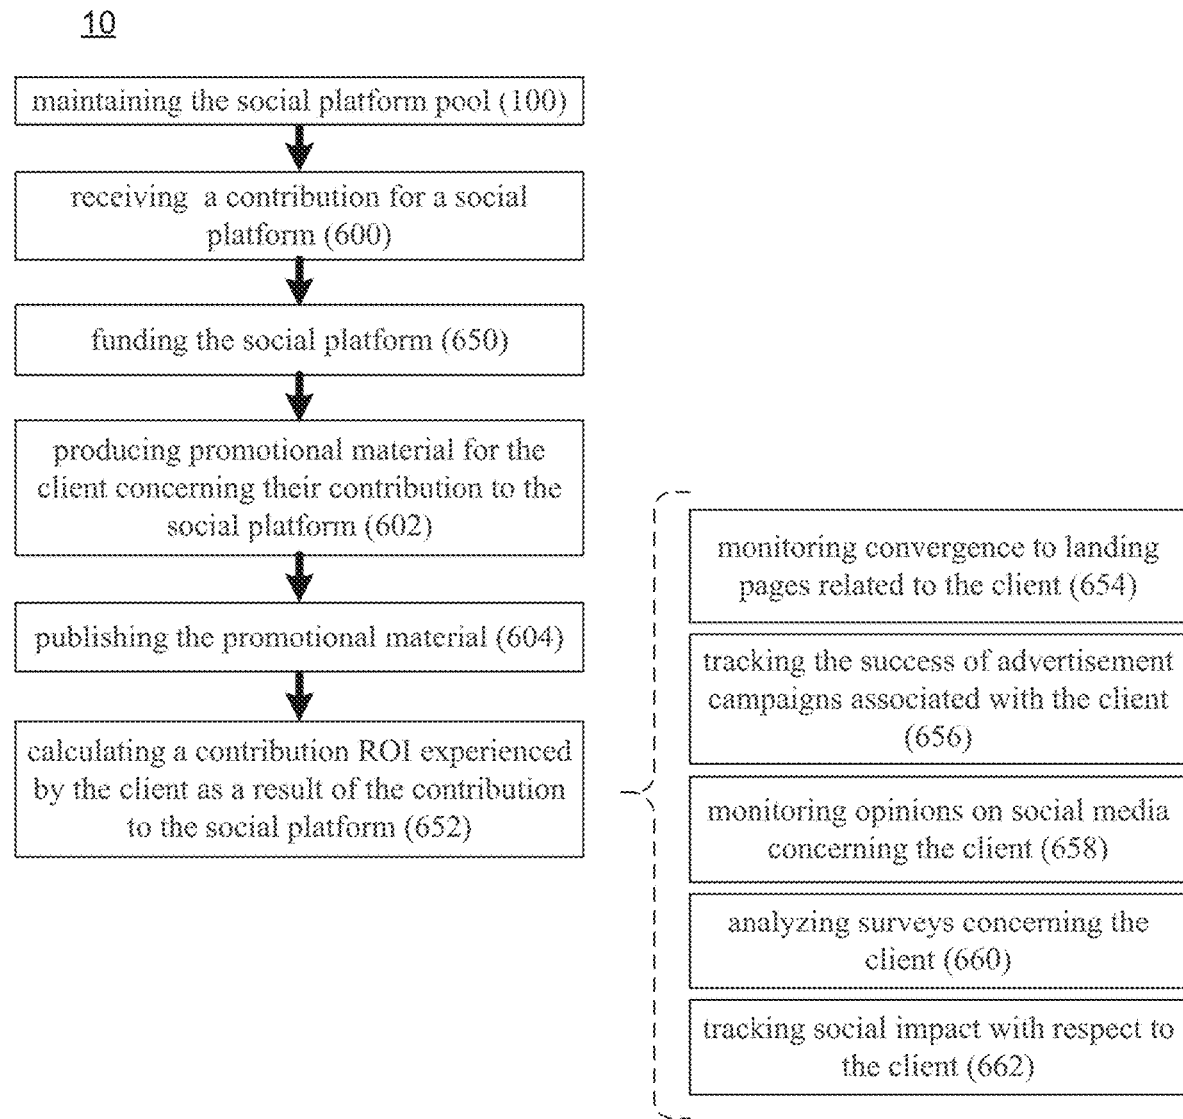 10
maintaining the social platform pool (100)
receiving a contribution for a social
platform (600)
funding the social platform (650)
producing promotional material for the
client concerning their contribution to the
social platform (602)
publishing the promotional material (604)
calculating a contribution ROI experienced
by the client as a result of the contribution
to the social platform (652)
monitoring convergence to landing
pages related to the client (654)
tracking the success of advertisement
campaigns associated with the client
(656)
monitoring opinions on social media
concerning the client (658)
analyzing surveys concerning the
client (660)
tracking social impact with respect to
the client (662)